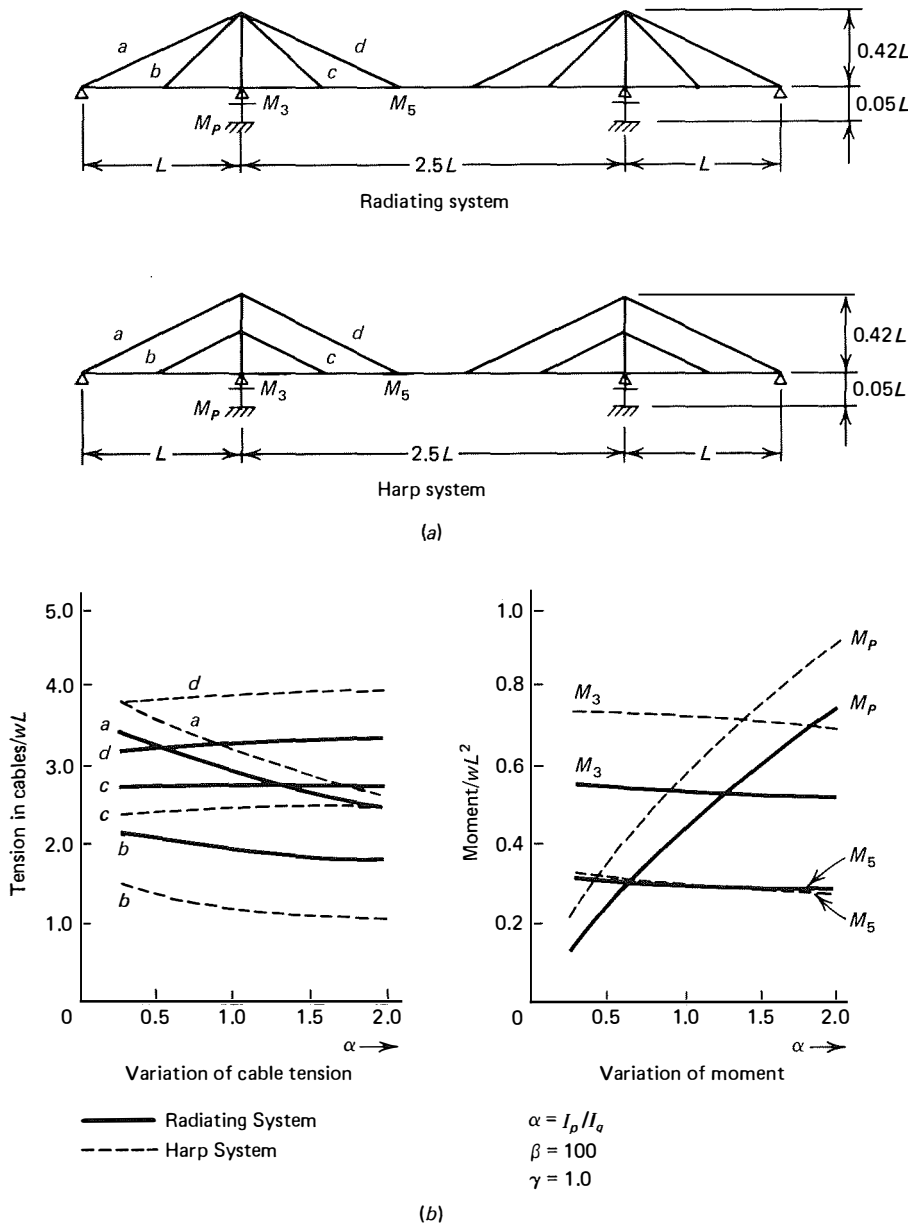 a
d
0.42L
b
c
M3
M5
0.05L
MP
L
2.5L
L
Radiating system
a
d
0.42L
b
c
M3
M5
0.05L
MP
L
2.5L
L
Harp system
(a)
Tension in cables/wL
5.0
4.0
3.0
2.0
1.0
0
0.5
1.0
1.5
2.0
α
d
a
a
d
c
c
b
b
Variation of cable tension
Moment/wL²
1.0
0.8
0.6
0.4
0.2
0
0.5
1.0
1.5
2.0
α
MP
M3
MP
M3
M5
M5
Variation of moment
Radiating System
Harp System
α = Ip/Ig
β = 100
γ = 1.0
(b)